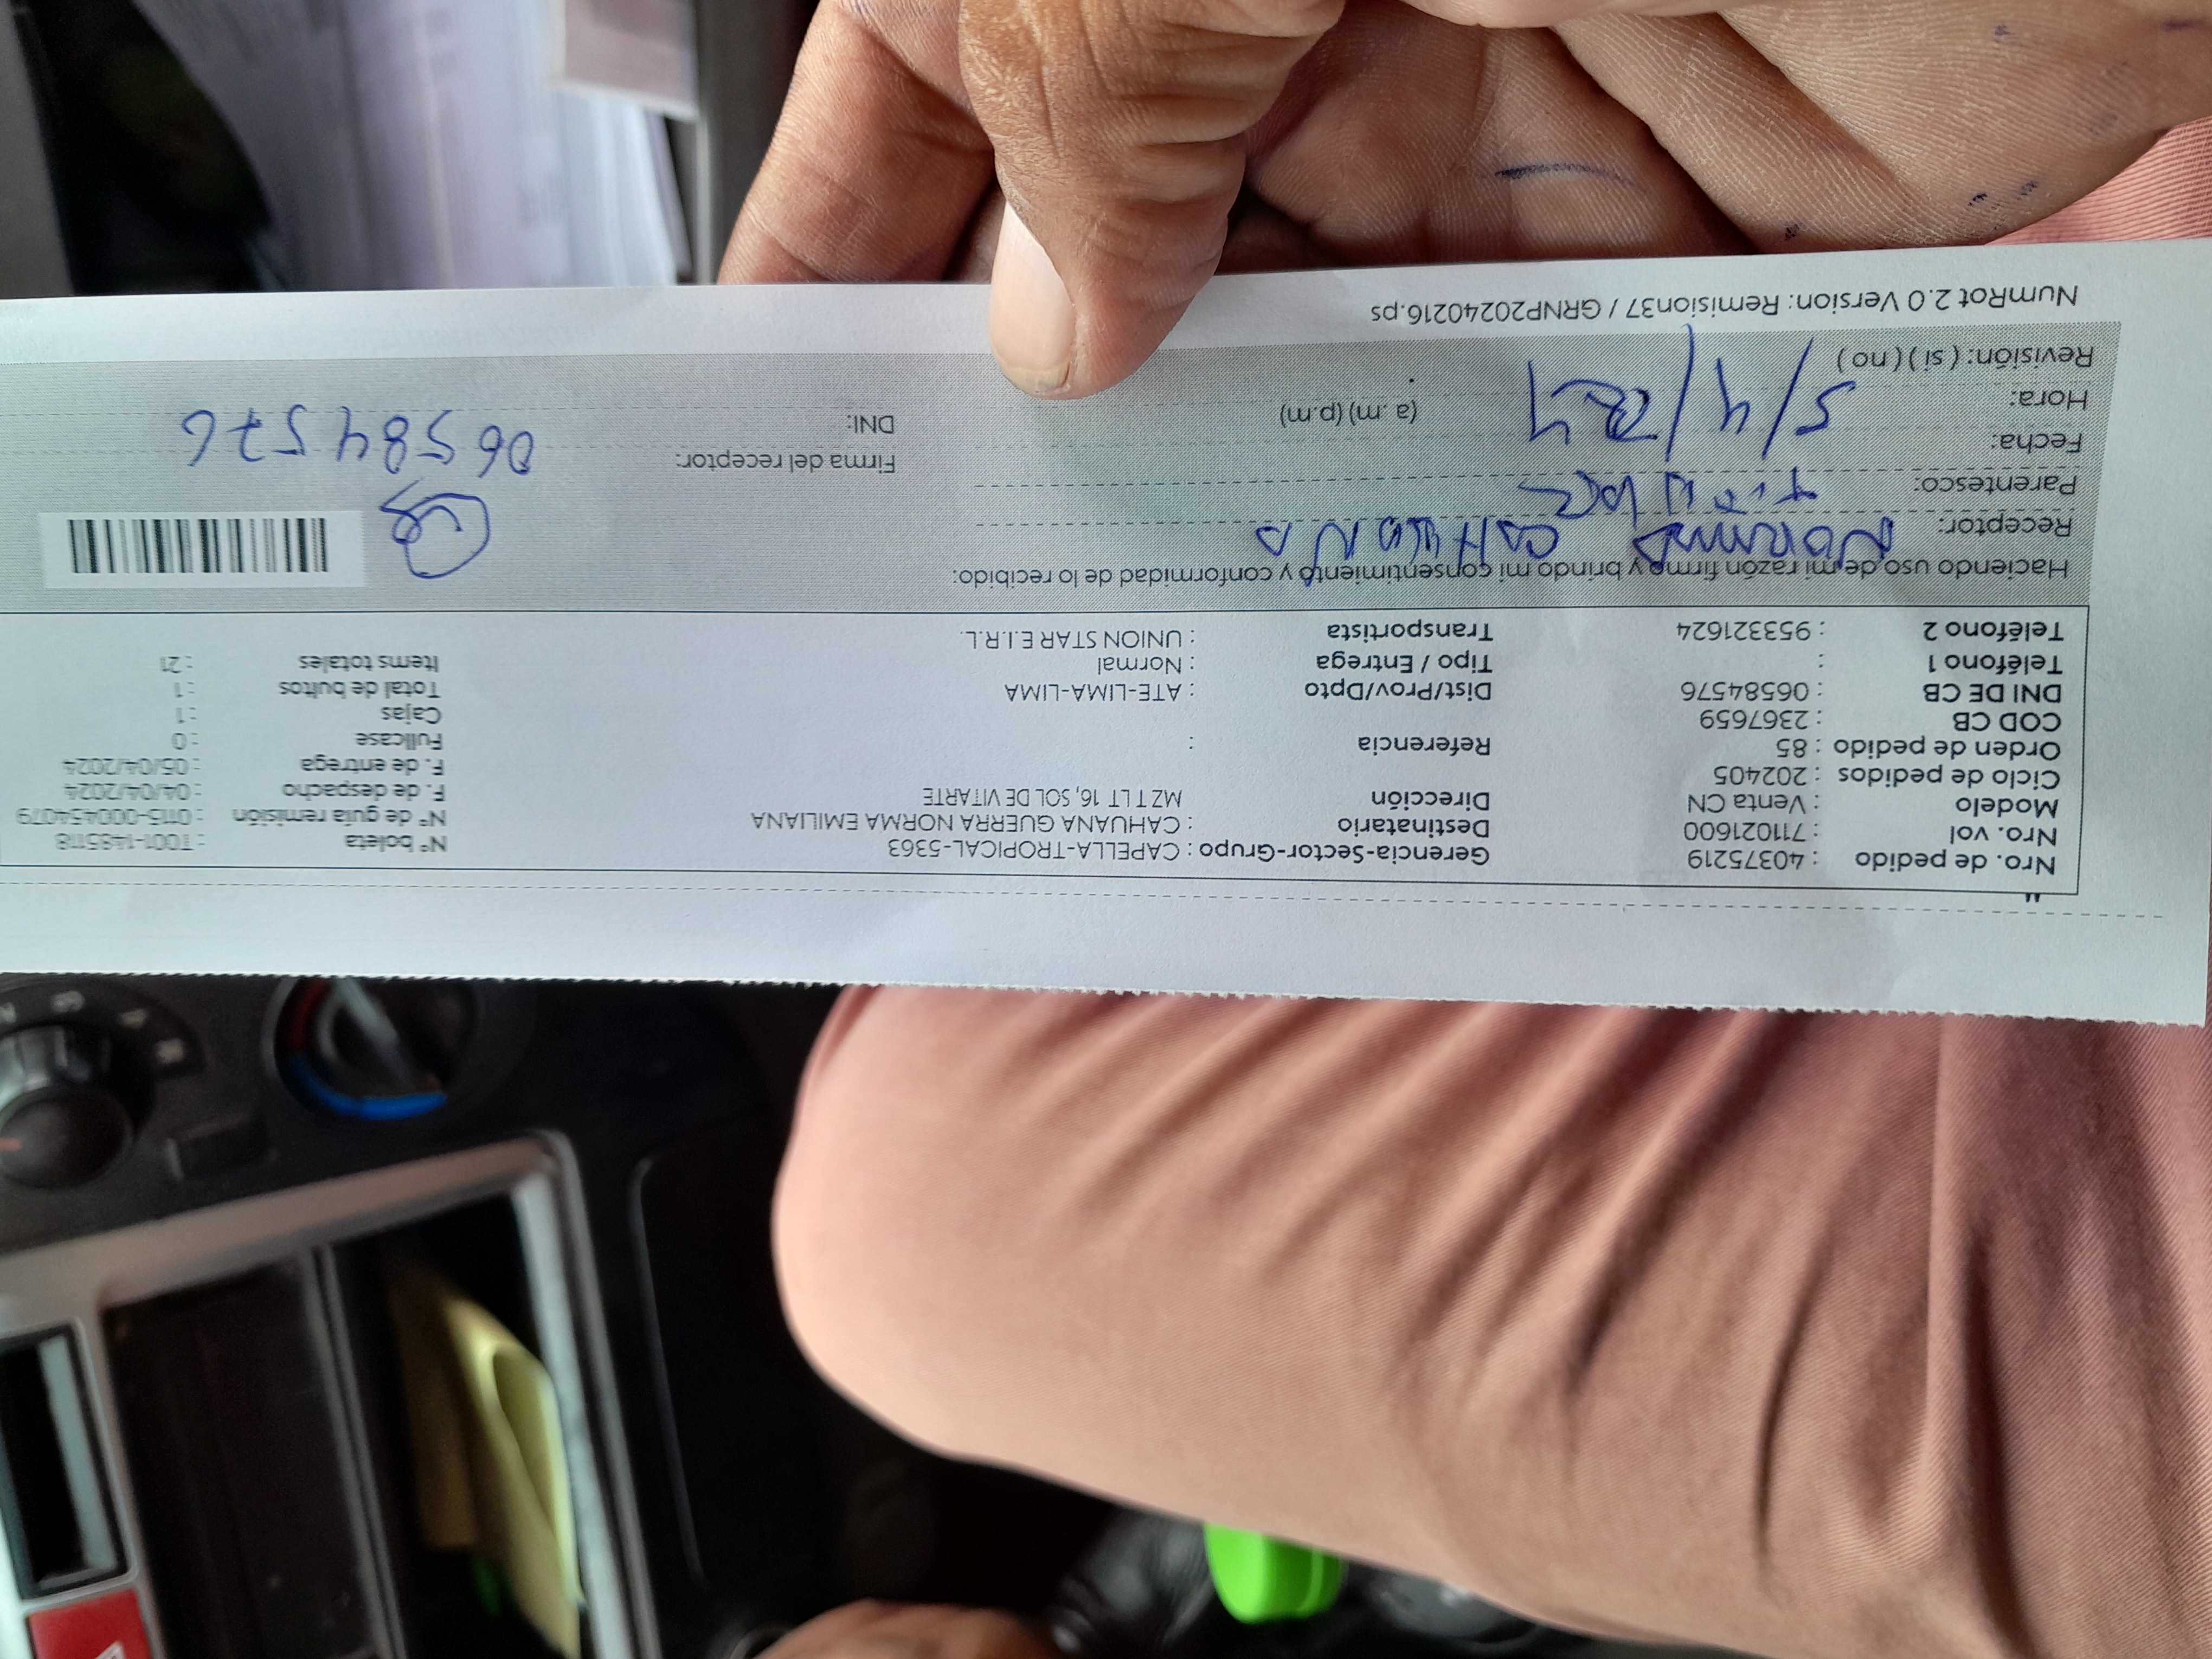 Nro. de pedido : 40375219 Gerencia-Sector-Grupo : CAPELLA-TROPICAL-5363 N° boleta : T001-1485118
Nro. vol : 711021600 Destinatario : CAHUANA GUERRA NORMA EMILIANA N° de guía remisión : 0115-000454079
Modelo : Venta CN Dirección MZ T LT 16, SOL DE VITARTE F. de despacho : 04/04/2024
Ciclo de pedidos : 202405 F. de entrega : 05/04/2024
Orden de pedido : 85 Referencia : Fullcase : 0
COD CB : 2367659 Cajas : 1
DNI DE CB : 06584576 Dist/Prov/Dpto : ATE-LIMA-LIMA Total de bultos : 1
Teléfono 1 : Tipo / Entrega : Normal Items totales : 21
Teléfono 2 : 953321624 Transportista : UNION STAR E.I.R.L.
Haciendo uso de mi razón firmo y brindo mi consentimiento y conformidad de lo recibido:
Receptor: NORMA CAHUANA
Parentesco: Titular Firma del receptor:
Fecha: 5/4/24
Hora: (a .m) (p.m) DNI: 06584576
Revisión: ( si ) ( no )
NumRot 2.0 Version: Remision37 / GRNP20240216.ps